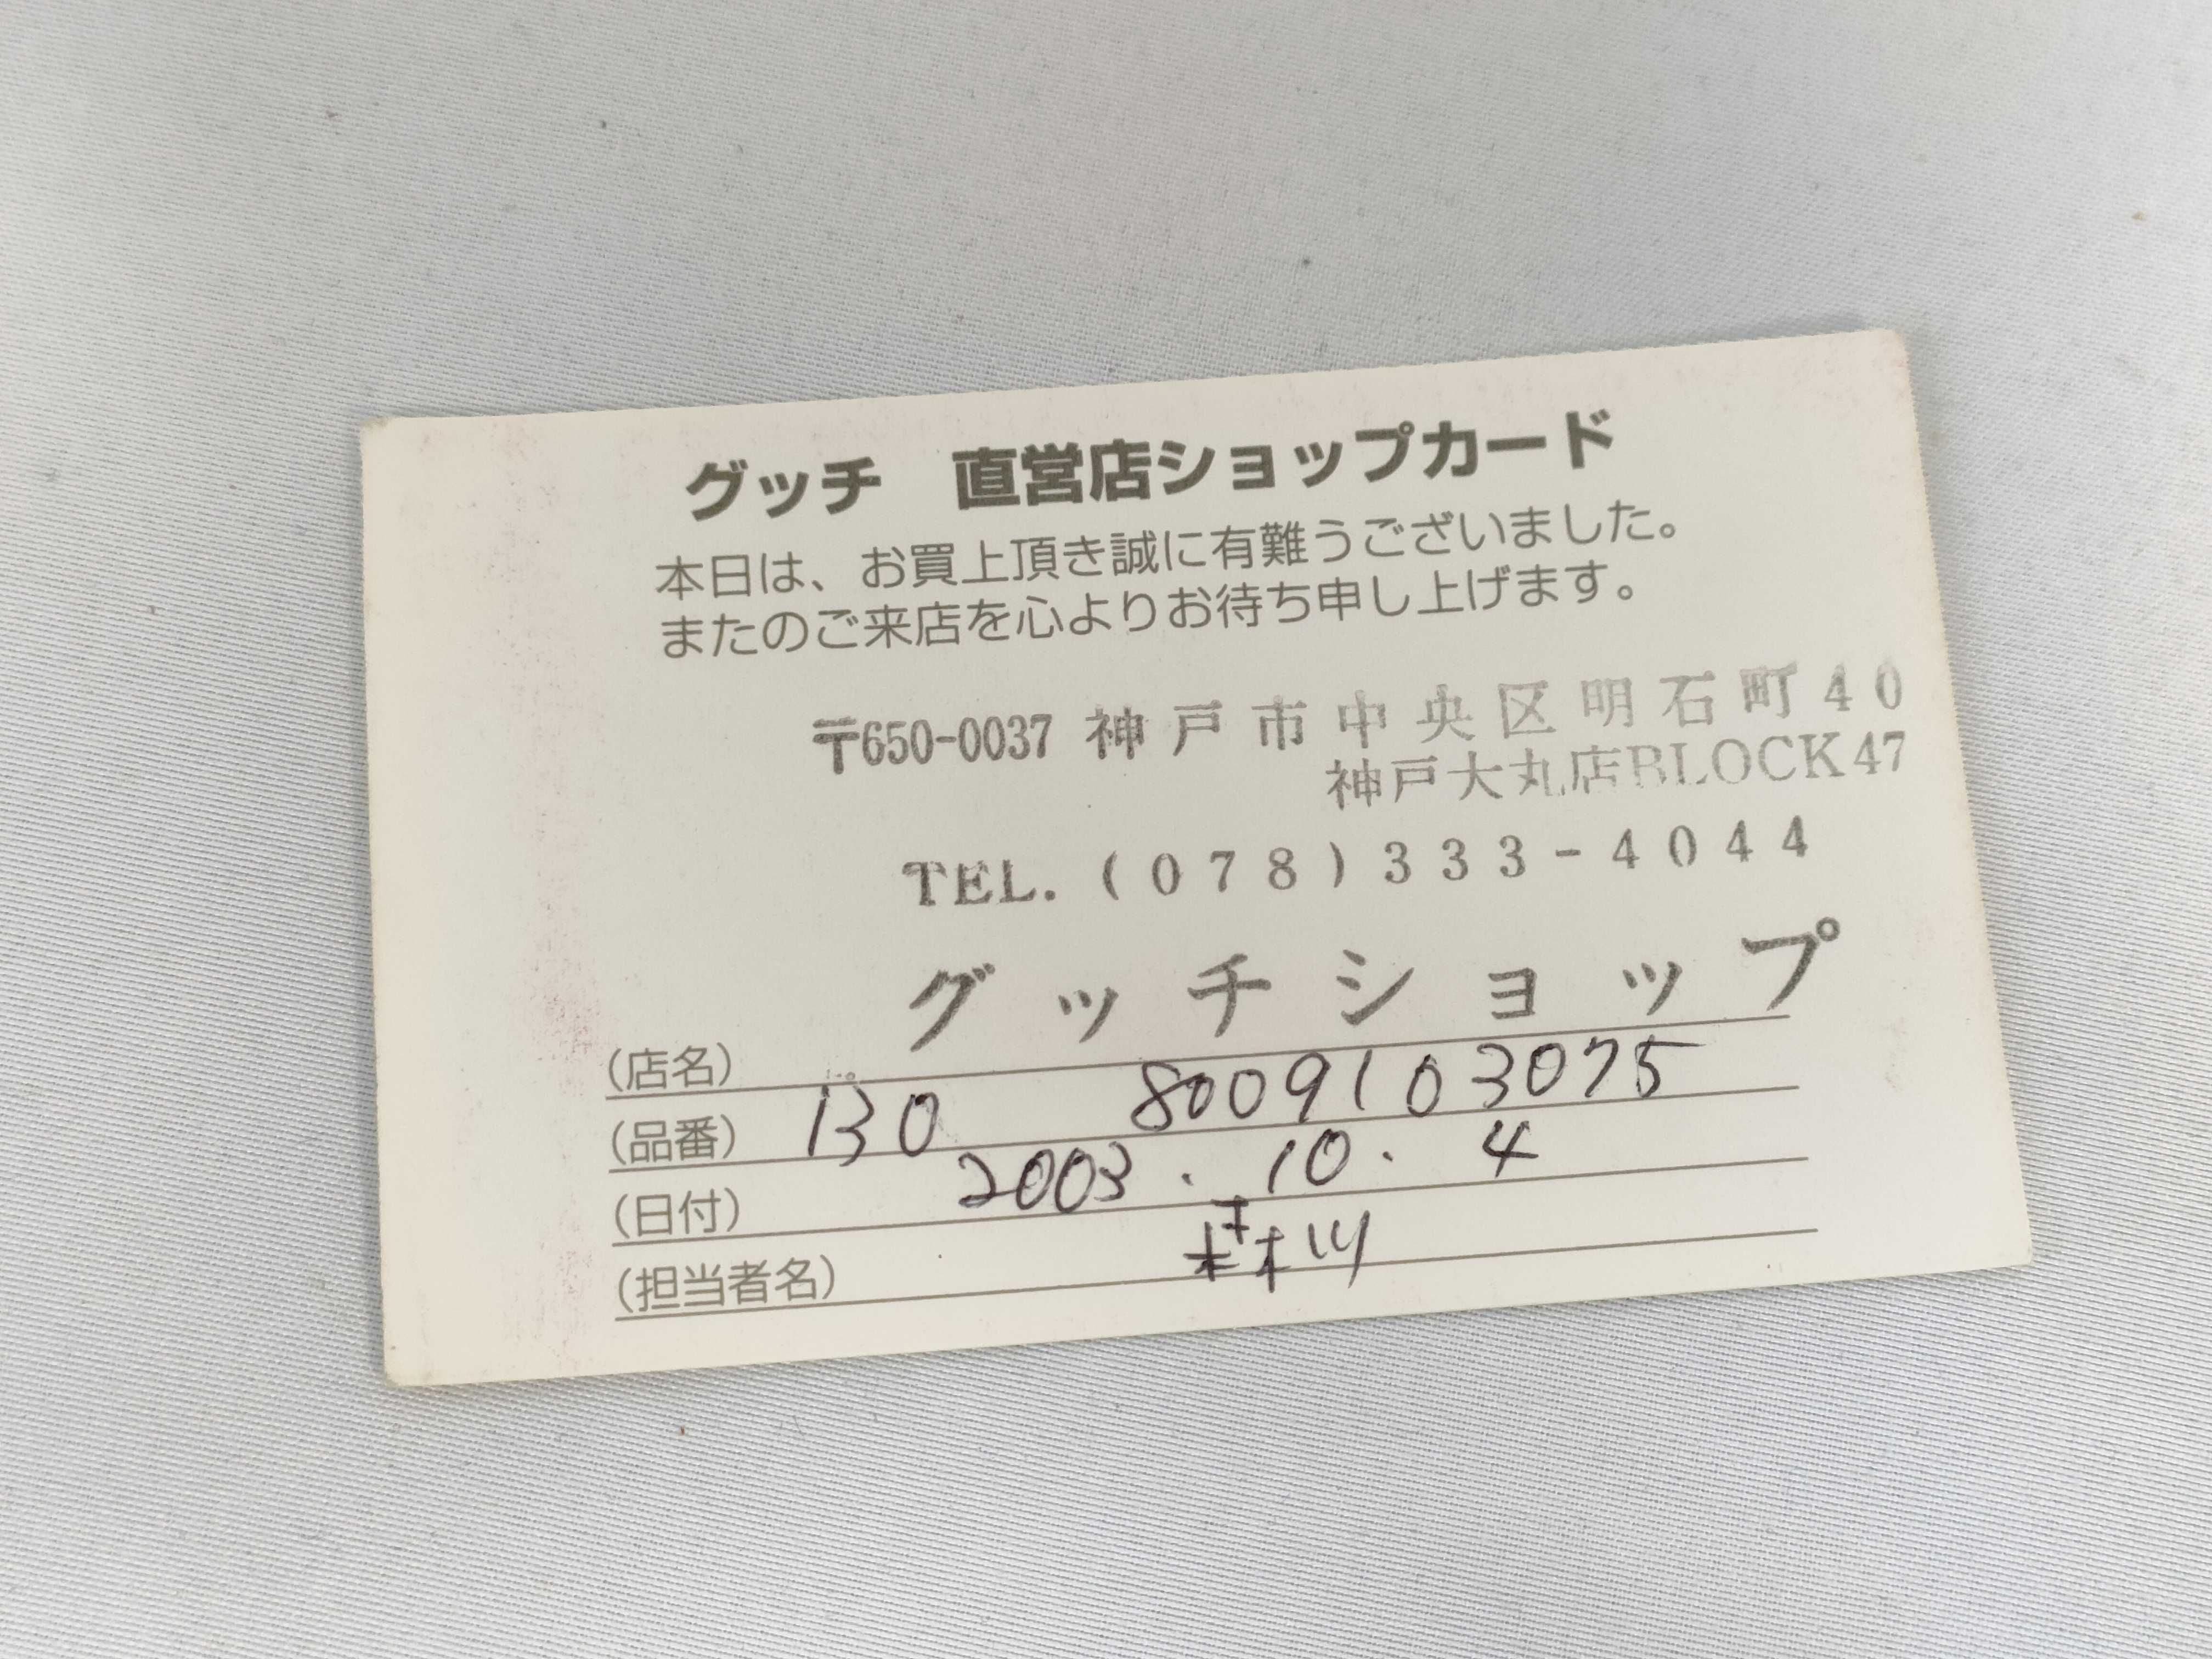 グッチ 直営店ショップカード
本日は、お買上頂き誠に有難うございました。
またのご来店を心よりお待ち申し上げます。
〒650-0037 神戸市中央区明石町40
神戸大丸店BLOCK47
TEL.(078)333-4044
グッチショップ
(店名)
(品番) 130 8009103075
(日付) 2003. 10. 4
(担当者名)